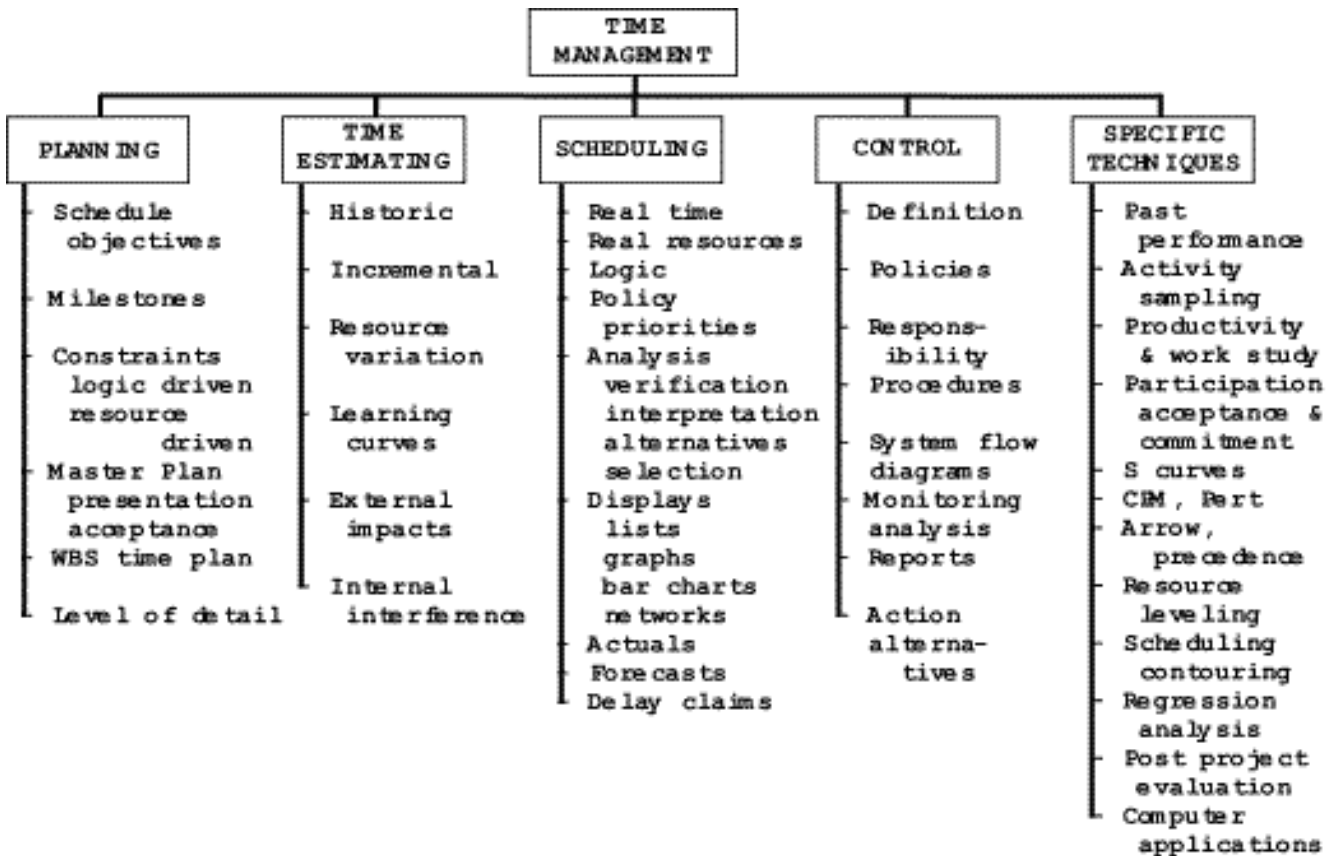 TIME
MANAGEMENT
PLANNING
Schedule
objectives
Milestones
Constraints
logic driven
resource
driven
Master Plan
presentation
acceptance
WBS time plan
Level of detail
TIME
ESTIMATING
Historic
Incremental
Resource
variation
Learning
curves
External
impacts
Internal
interference
SCHEDULING
Real time
Real resources
Logic
Policy
priorities
Analysis
verification
interpretation
alternatives
selection
Displays
lists
graphs
bar charts
networks
Actuals
Forecasts
Delay claims
CONTROL
Definition
Policies
Respons-
ibility
Procedures
System flow
diagrams
Monitoring
analysis
Reports
Action
alterna-
tives
SPECIFIC
TECHNIQUES
Past
performance
Activity
sampling
Productivity
& work study
Participation
acceptance &
commitment
S curves
CPM, Pert
Arrow,
precedence
Resource
leveling
Scheduling
contouring
Regression
analysis
Post project
evaluation
Computer
applications